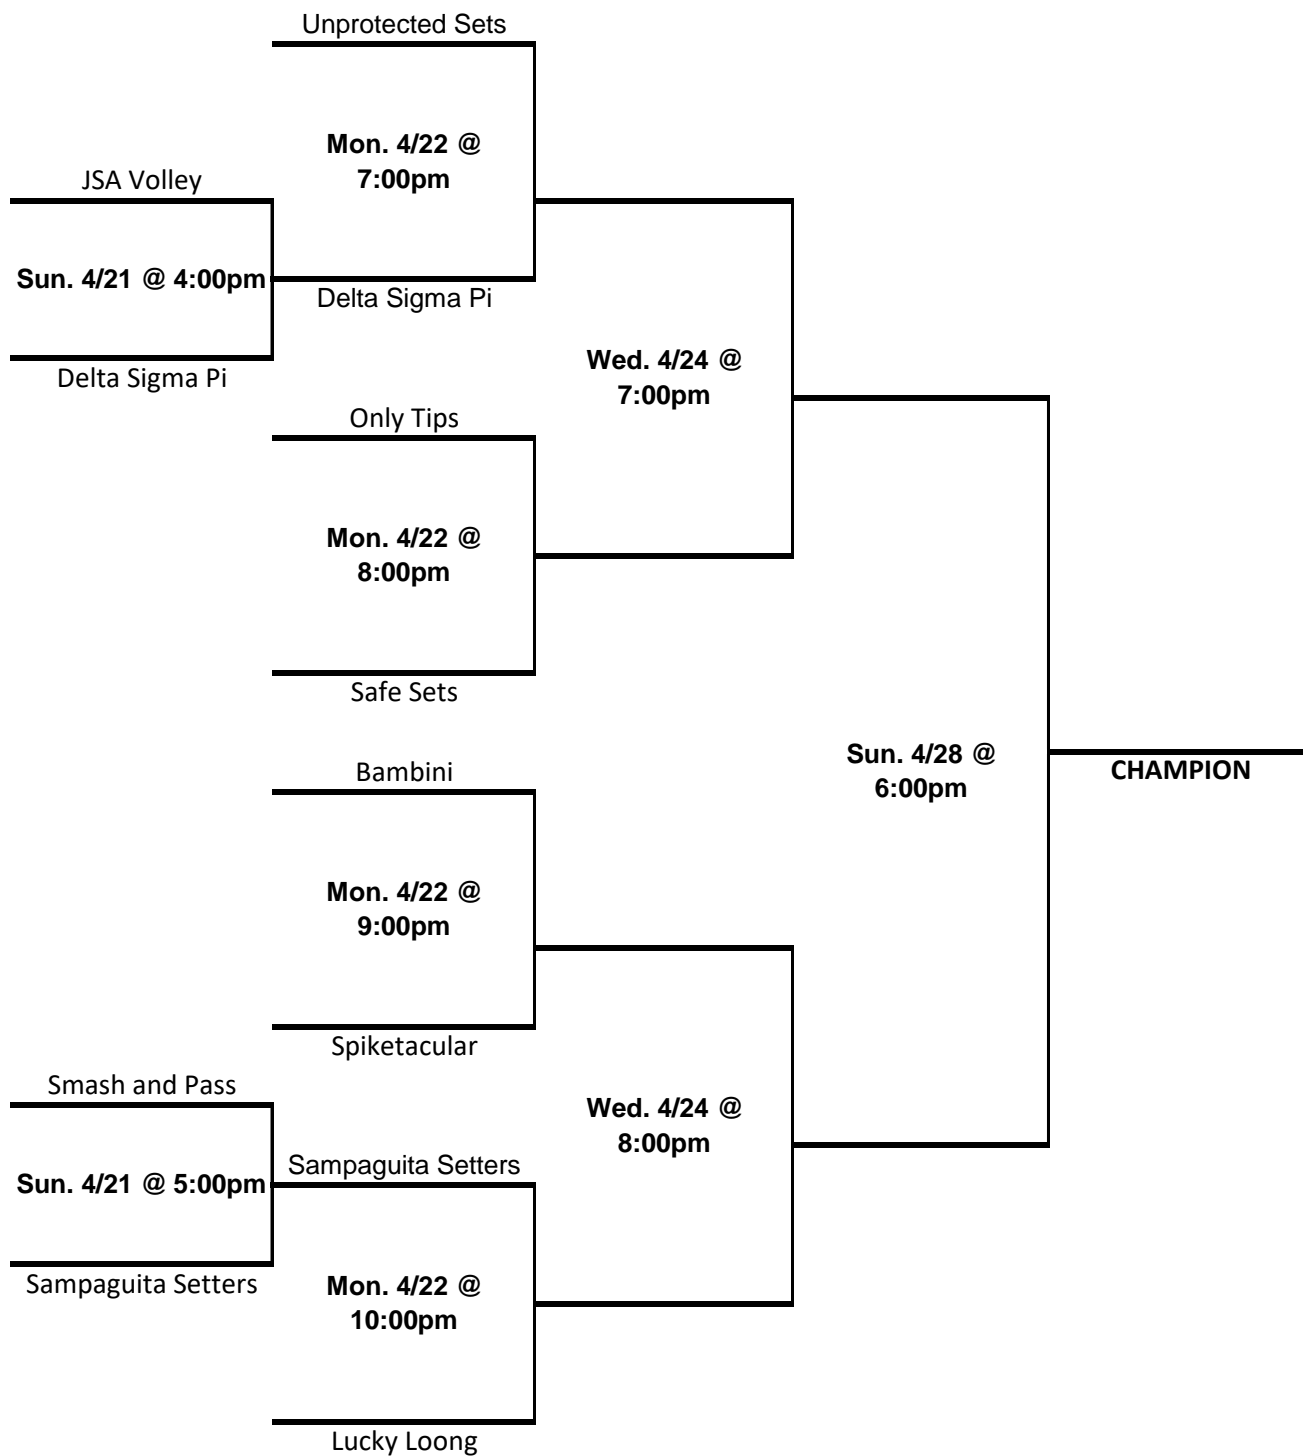 Unprotected Sets
Mon. 4/22 @
7:00pm
JSA Volley
Sun. 4/21 @ 4:00pm
Delta Sigma Pi
Delta Sigma Pi
Wed. 4/24 @
7:00pm
Only Tips
Mon. 4/22 @
8:00pm
Safe Sets
Sun. 4/28 @
6:00pm
CHAMPION
Bambini
Mon. 4/22 @
9:00pm
Spiketacular
Smash and Pass
Wed. 4/24 @
8:00pm
Sampaguita Setters
Sun. 4/21 @ 5:00pm
Sampaguita Setters
Mon. 4/22 @
10:00pm
Lucky Loong